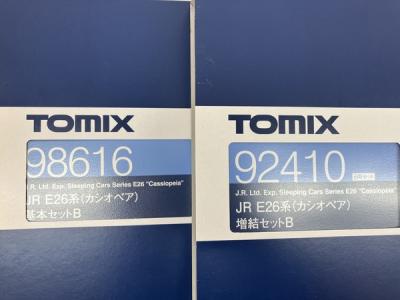 TOMIX
98616
J.R. Ltd. Exp. Sleeping Cars Series E26 "Cassiopeia"
JR E26系(カシオペア)
基本セットB
TOMIX
92410
J.R. Ltd. Exp. Sleeping Cars Series E26 "Cassiopeia"
JR E26系(カシオペア)
増結セットB